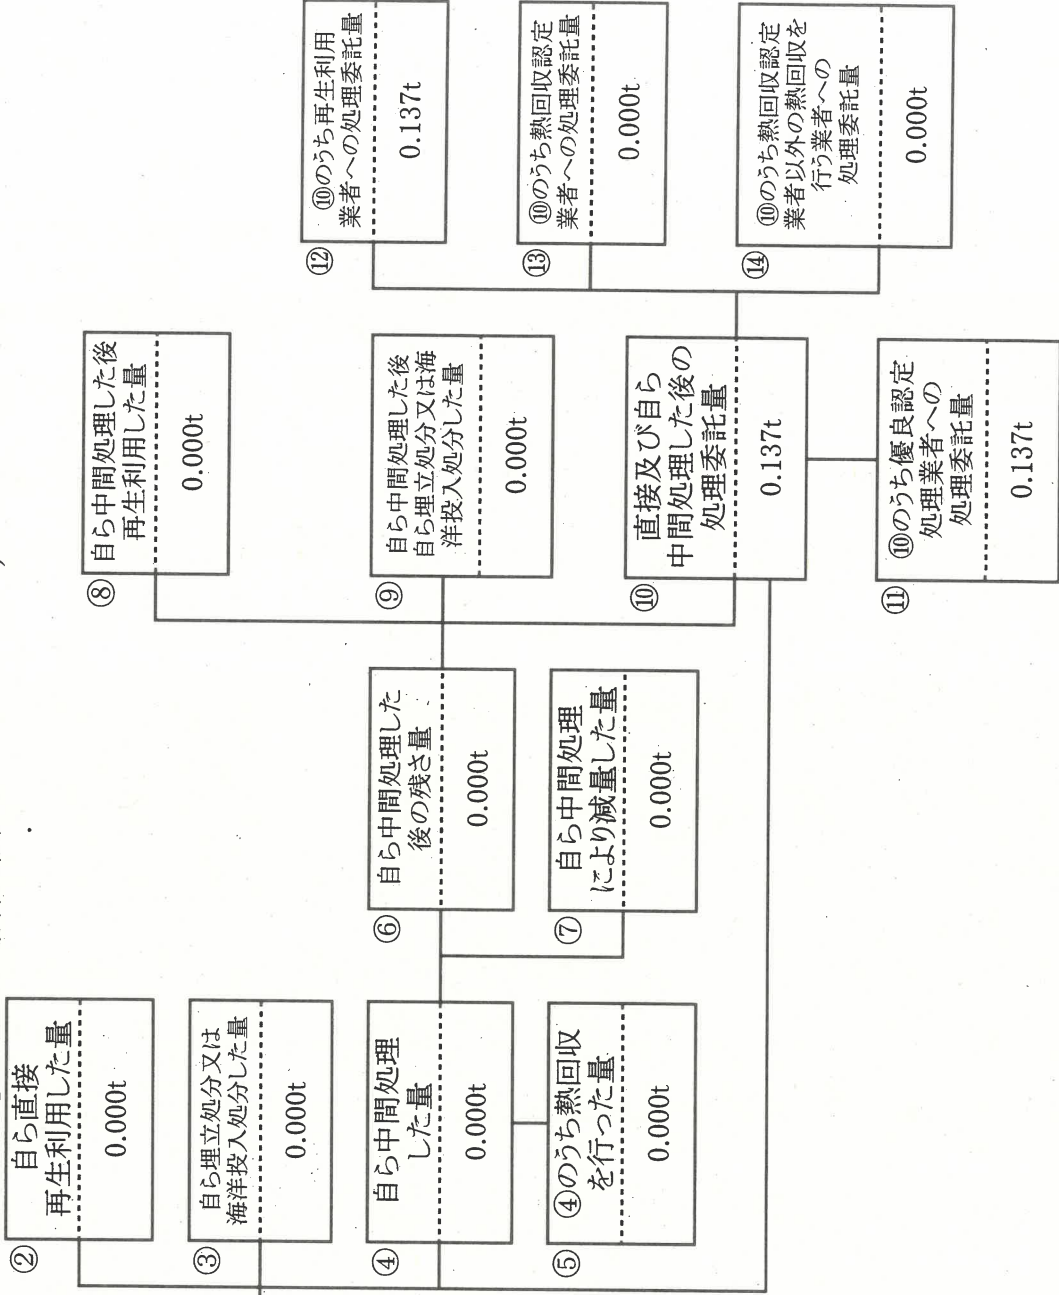 ②
自ら直接
再生利用した量
0.000t
③
自ら埋立処分又は
海洋投入処分した量
0.000t
④
自ら中間処理
した量
0.000t
⑤
④のうち熱回収
を行った量
0.000t
⑥
自ら中間処理した
後の残さ量
0.000t
⑦
自ら中間処理
により減量した量
0.000t
⑧
自ら中間処理した後
再生利用した量
0.000t
⑨
自ら中間処理した後
自ら埋立処分又は海
洋投入処分した量
0.000t
⑩
直接及び自ら
中間処理した後の
処理委託量
0.137t
⑪
⑩のうち優良認定
処理業者への
処理委託量
0.137t
⑫
⑩のうち再生利用
業者への処理委託量
0.137t
⑬
⑩のうち熱回収認定
業者への処理委託量
0.000t
⑭
⑩のうち熱回収認定
業者以外の熱回収を
行う業者への
処理委託量
0.000t